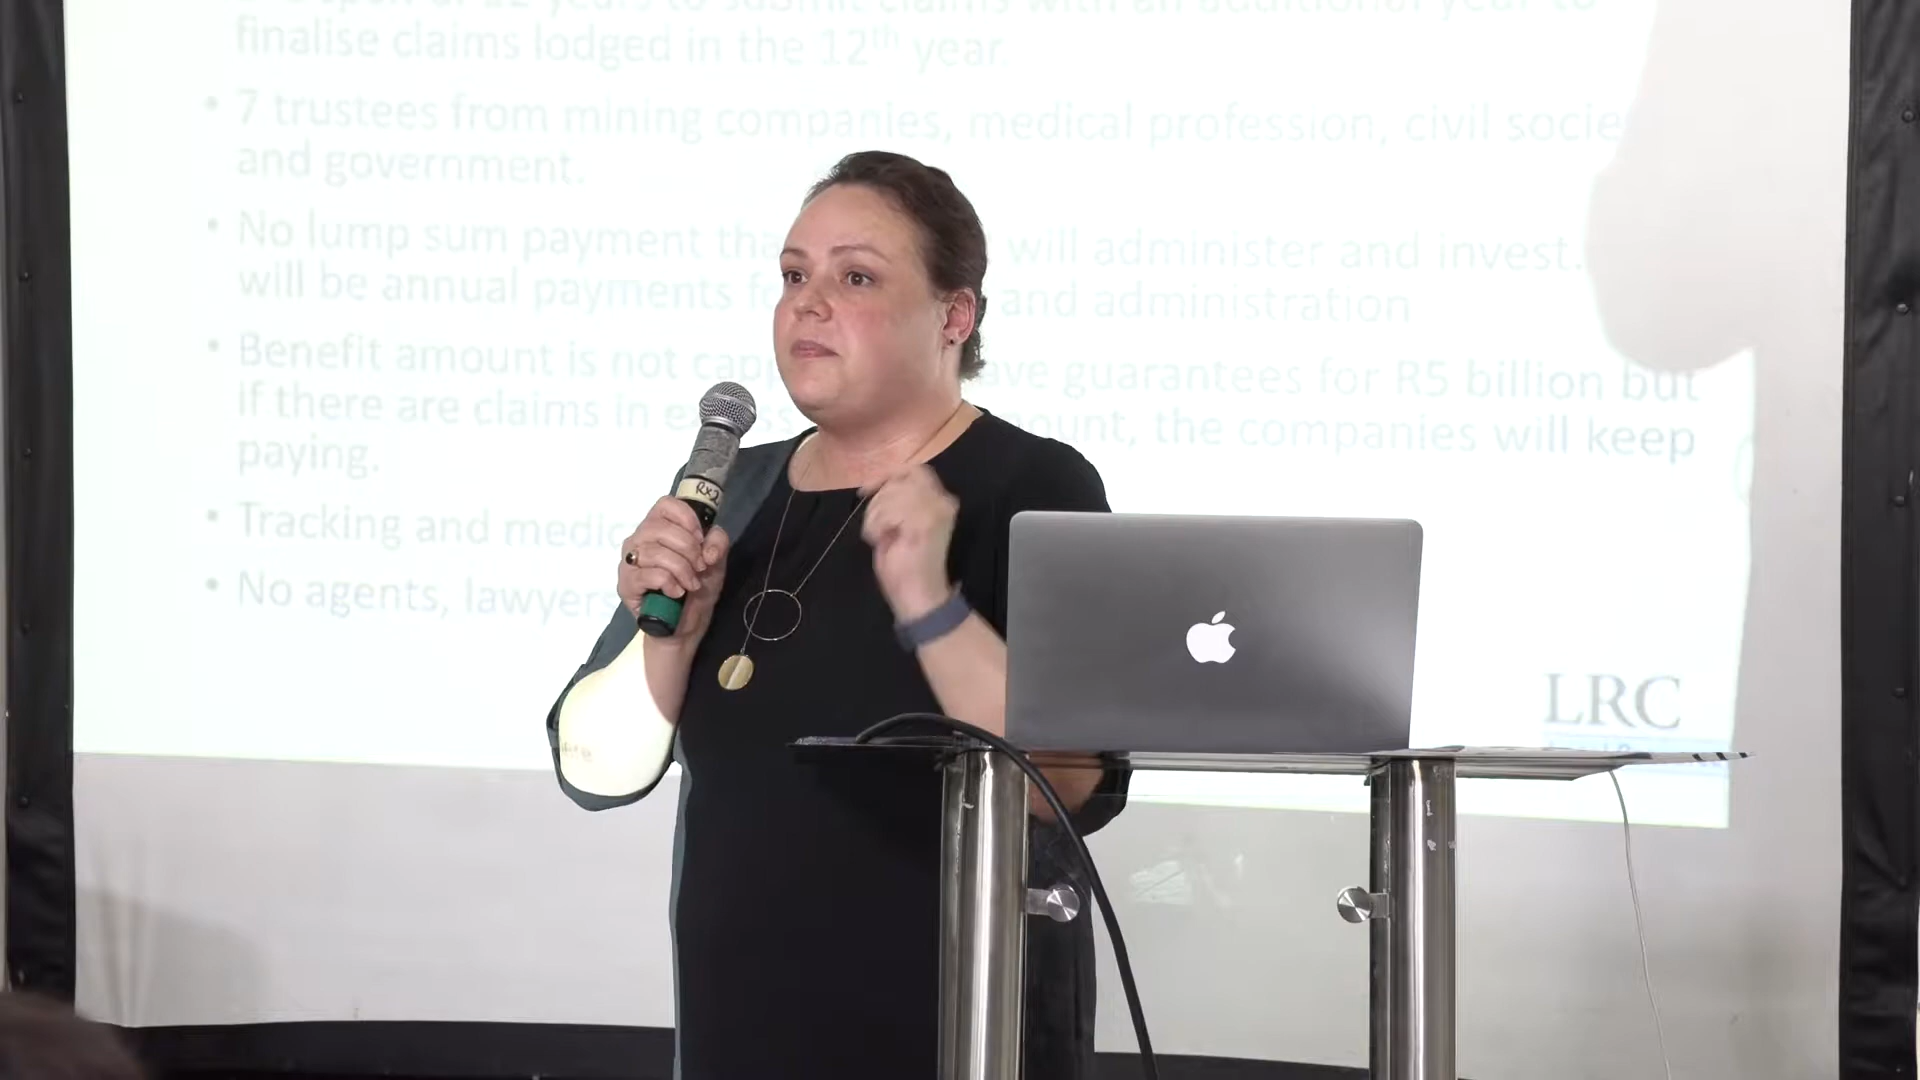 finalise claims lodged in the 12th year.
• 7 trustees from mining companies, medical profession, civil socie
and government.
• No lump sum payment tha will administer and invest.
will be annual payments fo and administration
• Benefit amount is not capp ave guarantees for R5 billion but
if there are claims in excess ount, the companies will keep
paying.
• Tracking and medic
• No agents, lawyers
Rx2
LRC